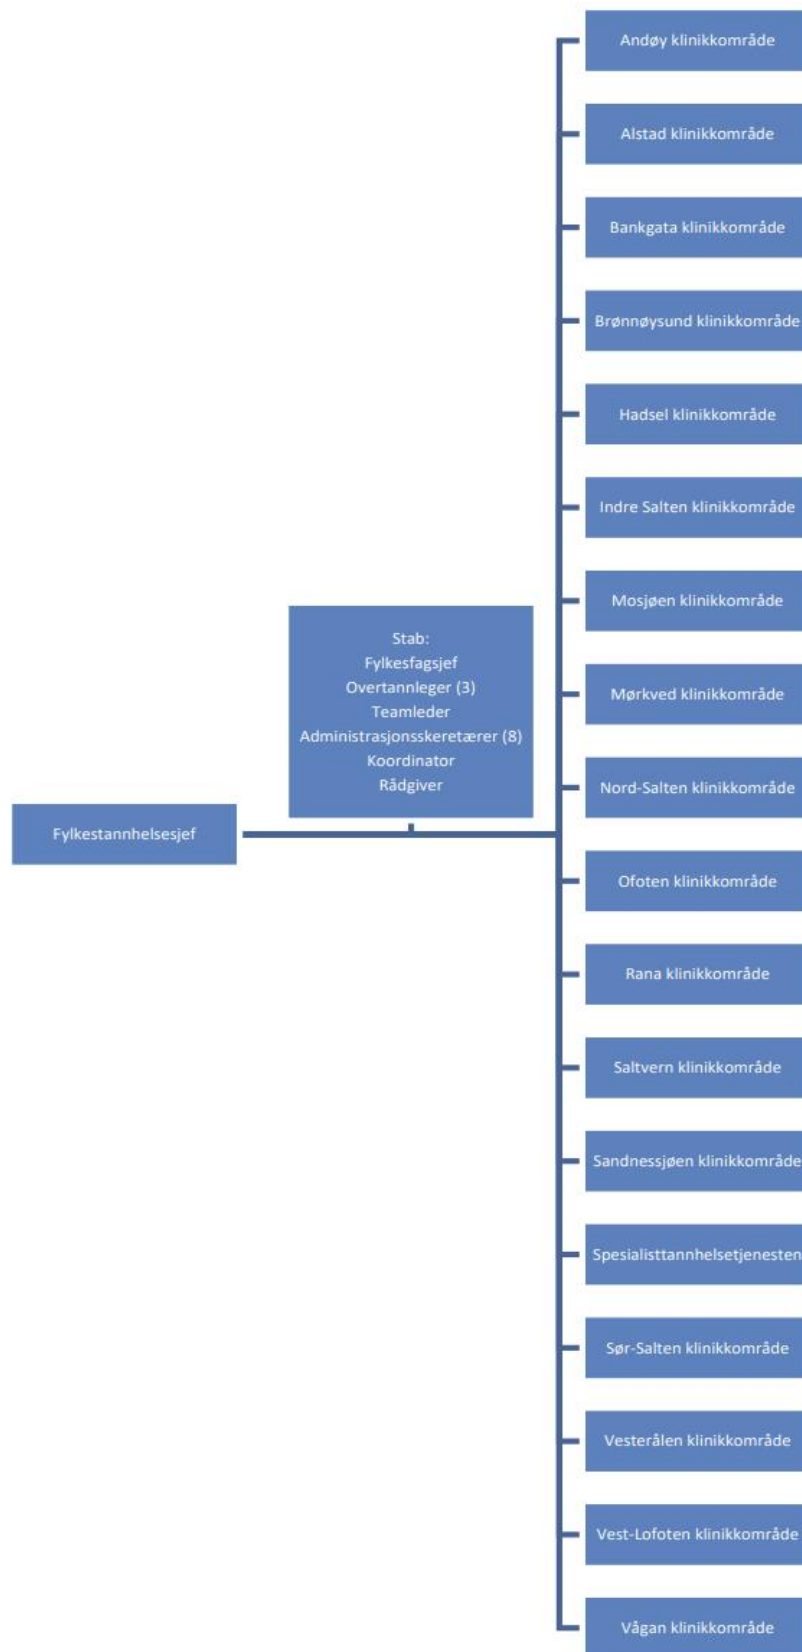 Fylkestannhelsesjef
Stab:
Fylkesfagsjef
Overtannleger (3)
Teamleder
Administrasjonsskeretærer (8)
Koordinator
Rådgiver
Andøy klinikkområde
Alstad klinikkområde
Bankgata klinikkområde
Brønnøysund klinikkområde
Hadsel klinikkområde
Indre Salten klinikkområde
Mosjøen klinikkområde
Mørkved klinikkområde
Nord-Salten klinikkområde
Ofoten klinikkområde
Rana klinikkområde
Saltvern klinikkområde
Sandnessjøen klinikkområde
Spesialisttannhelsetjenesten
Sør-Salten klinikkområde
Vesterålen klinikkområde
Vest-Lofoten klinikkområde
Vågan klinikkområde